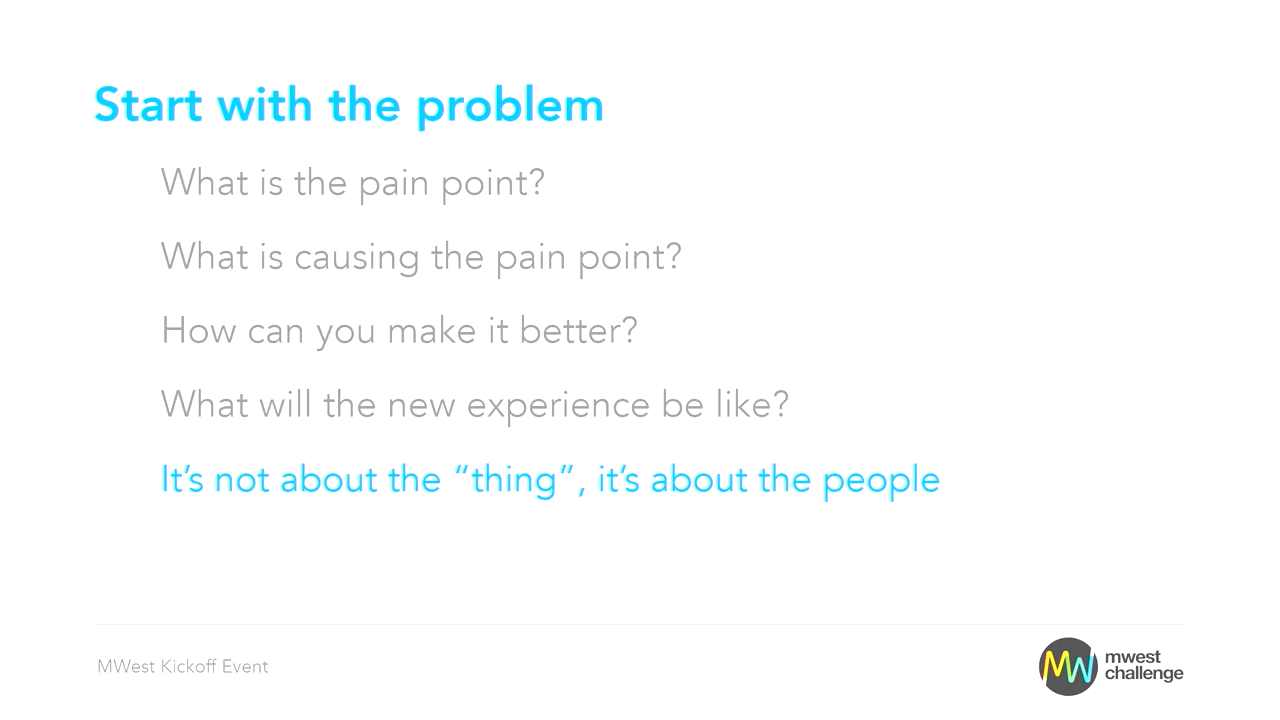 Start with the problem
What is the pain point?
What is causing the pain point?
How can you make it better?
What will the new experience be like?
It’s not about the “thing”, it’s about the people
MWest Kickoff Event
MW
mwest
challenge